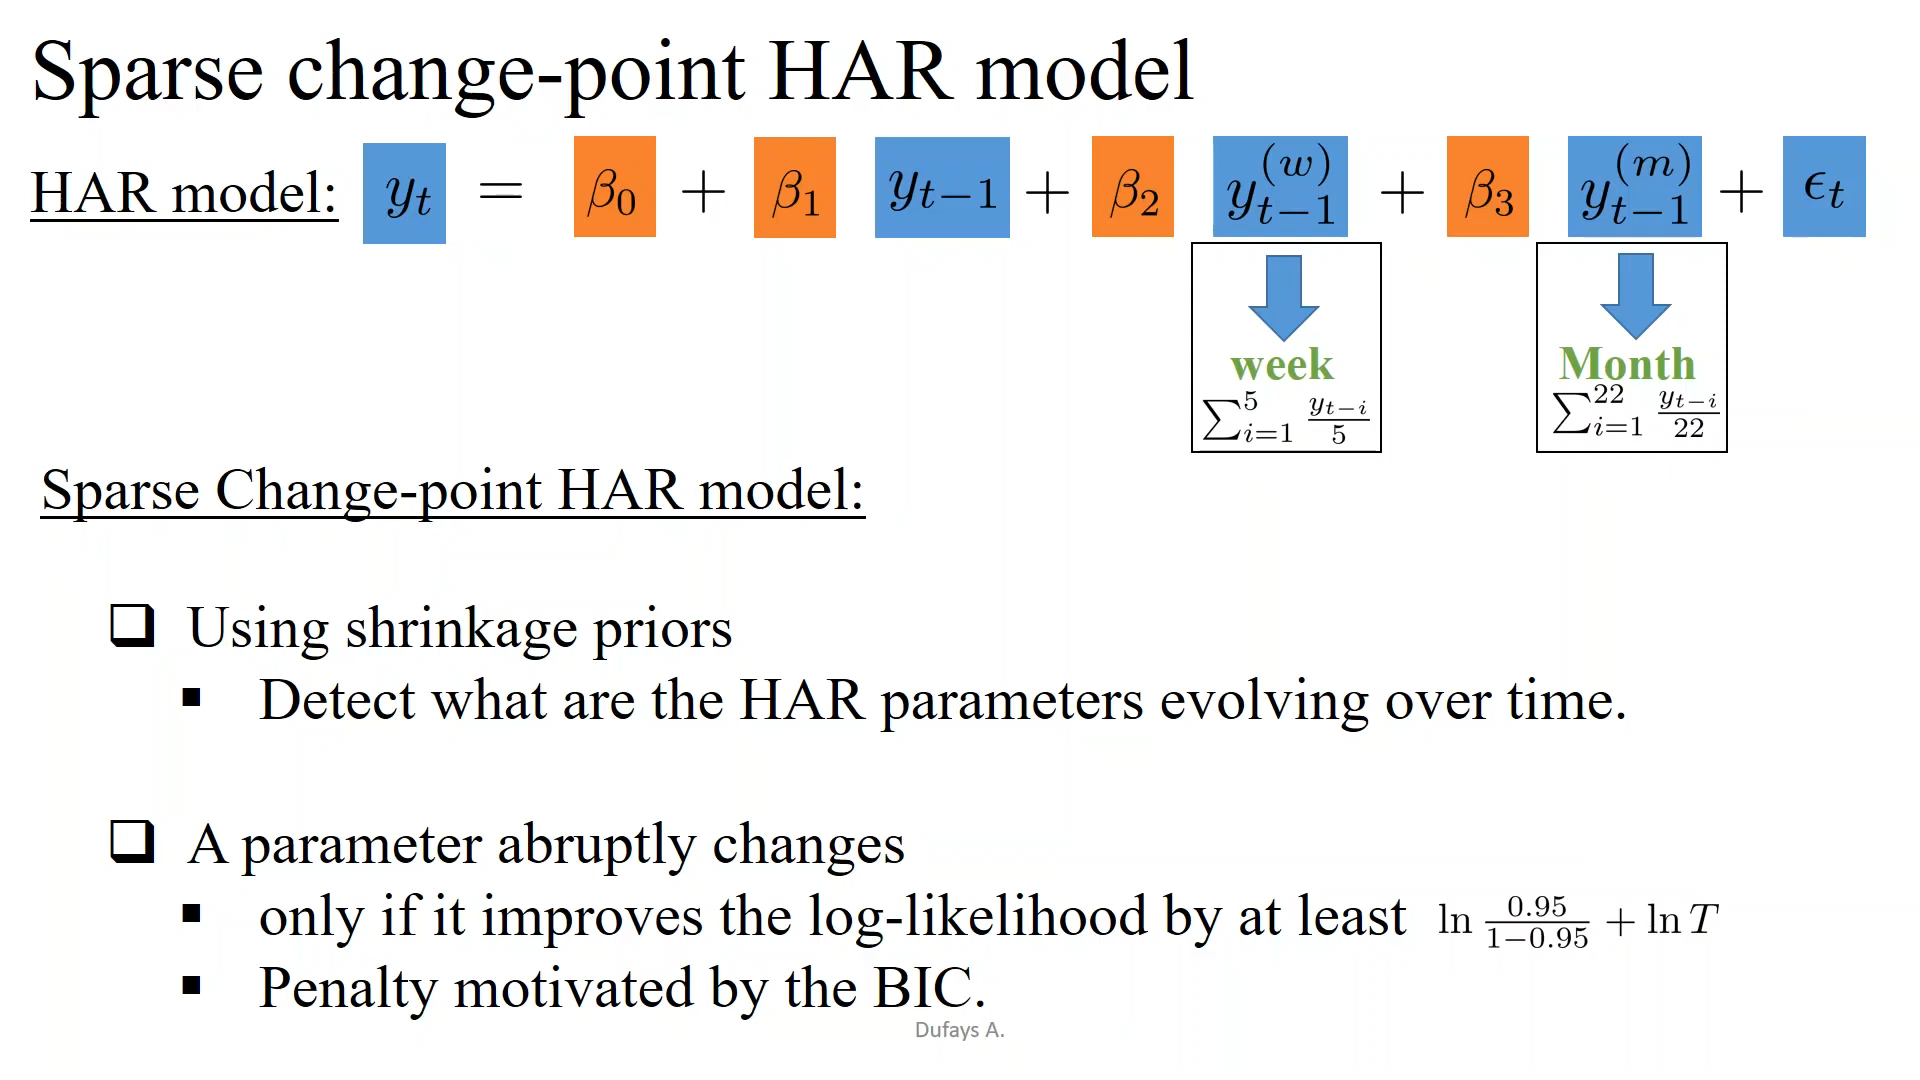 Sparse change-point HAR model
HAR model: y_t = β_0 + β_1 y_{t−1} + β_2 y_{t−1}^{(w)} + β_3 y_{t−1}^{(m)} + ϵ_t
week
∑_{i=1}^{5} \frac{y_{t−i}}{5}
Month
∑_{i=1}^{22} \frac{y_{t−i}}{22}
Sparse Change-point HAR model:
❑ Using shrinkage priors
▪ Detect what are the HAR parameters evolving over time.
❑ A parameter abruptly changes
▪ only if it improves the log-likelihood by at least ln \frac{0.95}{1−0.95} + ln T
▪ Penalty motivated by the BIC.
Dufays A.